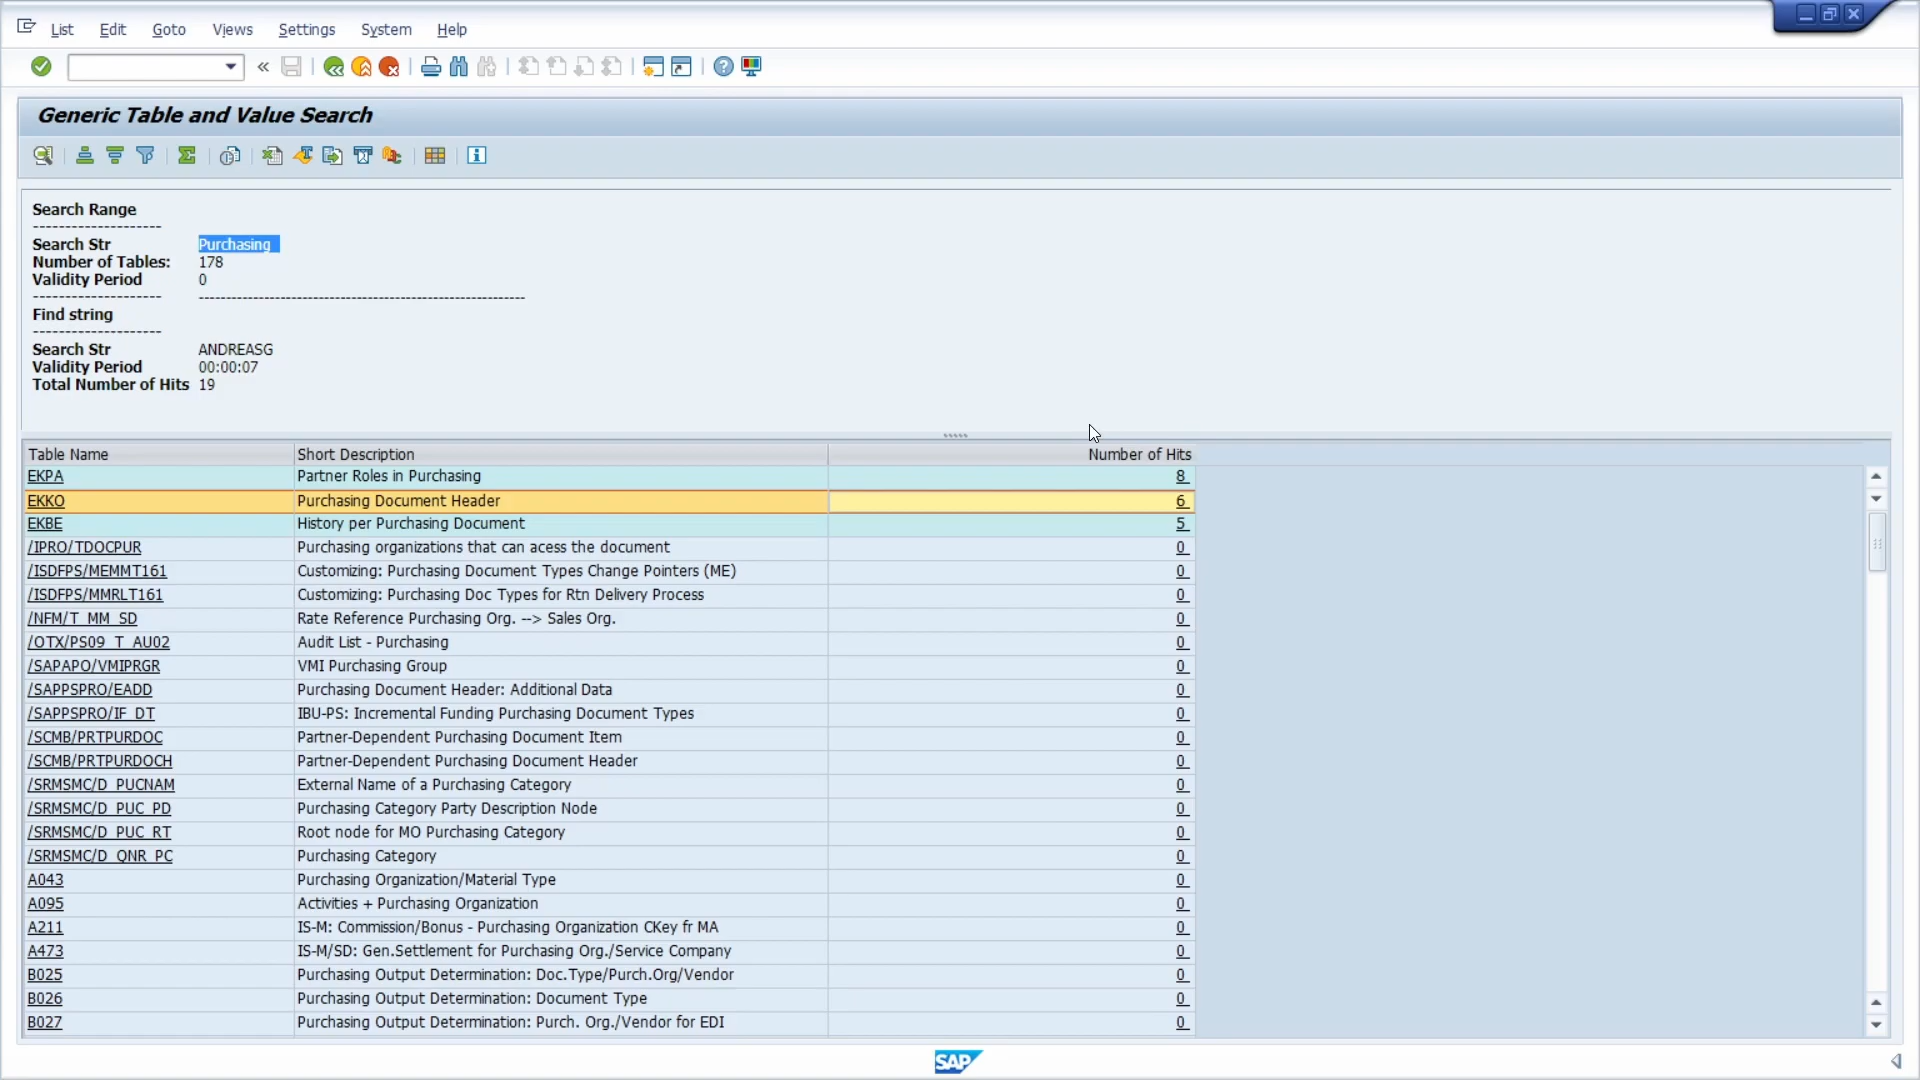 List Edit Goto Views Settings System Help
Generic Table and Value Search
Search Range
--------------------
Search Str Purchasing
Number of Tables: 178
Validity Period 0
-------------------- ------------------------------------------------------------
Find string
--------------------
Search Str ANDREASG
Validity Period 00:00:07
Total Number of Hits 19
Table Name Short Description Number of Hits
EKPA Partner Roles in Purchasing 8
EKKO Purchasing Document Header 6
EKBE History per Purchasing Document 5
/IPRO/TDOCPUR Purchasing organizations that can acess the document 0
/ISDFPS/MEMMT161 Customizing: Purchasing Document Types Change Pointers (ME) 0
/ISDFPS/MMRLT161 Customizing: Purchasing Doc Types for Rtn Delivery Process 0
/NFM/T_MM_SD Rate Reference Purchasing Org. --> Sales Org. 0
/OTX/PS09_T_AU02 Audit List - Purchasing 0
/SAPAPO/VMIPRGR VMI Purchasing Group 0
/SAPPSPRO/EADD Purchasing Document Header: Additional Data 0
/SAPPSPRO/IF_DT IBU-PS: Incremental Funding Purchasing Document Types 0
/SCMB/PRTPURDOC Partner-Dependent Purchasing Document Item 0
/SCMB/PRTPURDOCH Partner-Dependent Purchasing Document Header 0
/SRMSMC/D_PUCNAM External Name of a Purchasing Category 0
/SRMSMC/D_PUC_PD Purchasing Category Party Description Node 0
/SRMSMC/D_PUC_RT Root node for MO Purchasing Category 0
/SRMSMC/D_QNR_PC Purchasing Category 0
A043 Purchasing Organization/Material Type 0
A095 Activities + Purchasing Organization 0
A211 IS-M: Commission/Bonus - Purchasing Organization CKey fr MA 0
A473 IS-M/SD: Gen.Settlement for Purchasing Org./Service Company 0
B025 Purchasing Output Determination: Doc.Type/Purch.Org/Vendor 0
B026 Purchasing Output Determination: Document Type 0
B027 Purchasing Output Determination: Purch. Org./Vendor for EDI 0
SAP